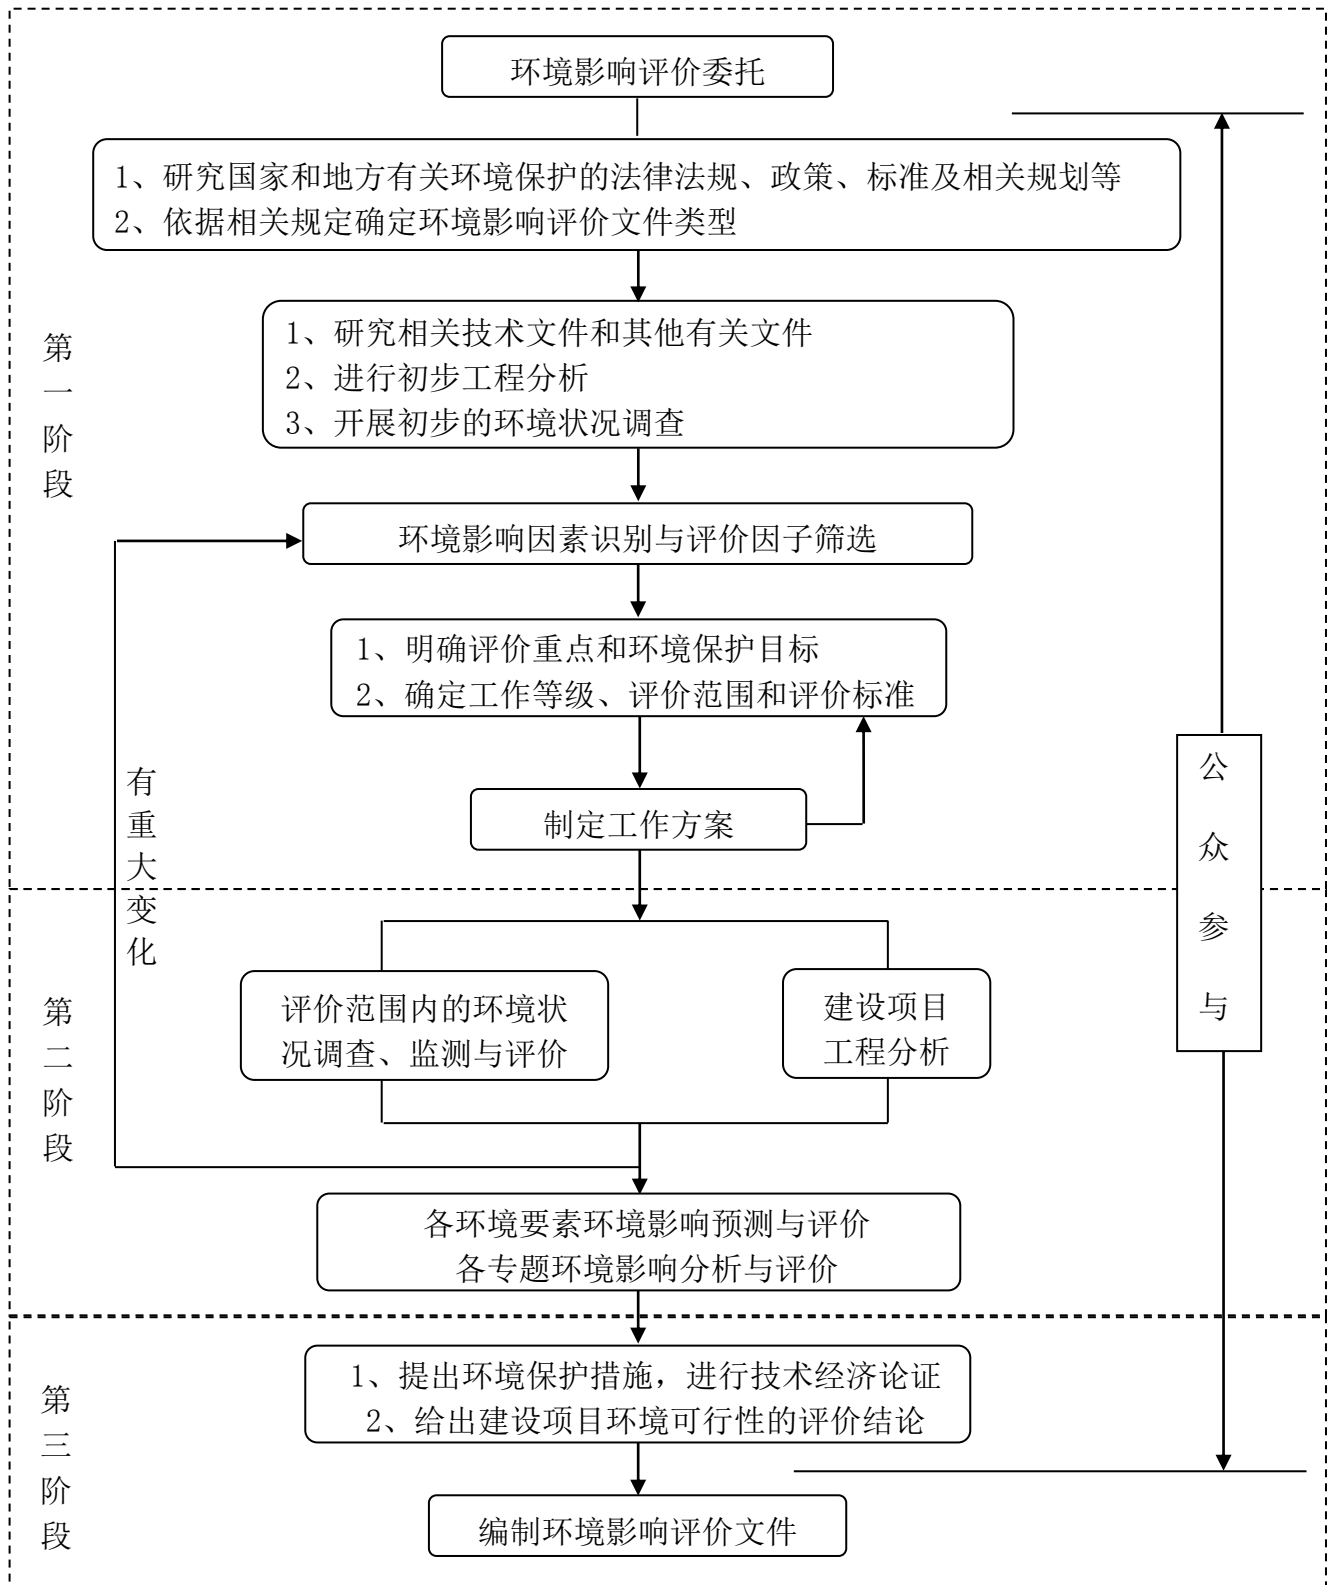 环境影响评价委托
1、研究国家和地方有关环境保护的法律法规、政策、标准及相关规划等
2、依据相关规定确定环境影响评价文件类型
第一阶段
1、研究相关技术文件和其他有关文件
2、进行初步工程分析
3、开展初步的环境状况调查
环境影响因素识别与评价因子筛选
1、明确评价重点和环境保护目标
2、确定工作等级、评价范围和评价标准
有重大变化
公众参与
制定工作方案
第二阶段
评价范围内的环境状
况调查、监测与评价
建设项目
工程分析
各环境要素环境影响预测与评价
各专题环境影响分析与评价
第三阶段
1、提出环境保护措施，进行技术经济论证
2、给出建设项目环境可行性的评价结论
编制环境影响评价文件